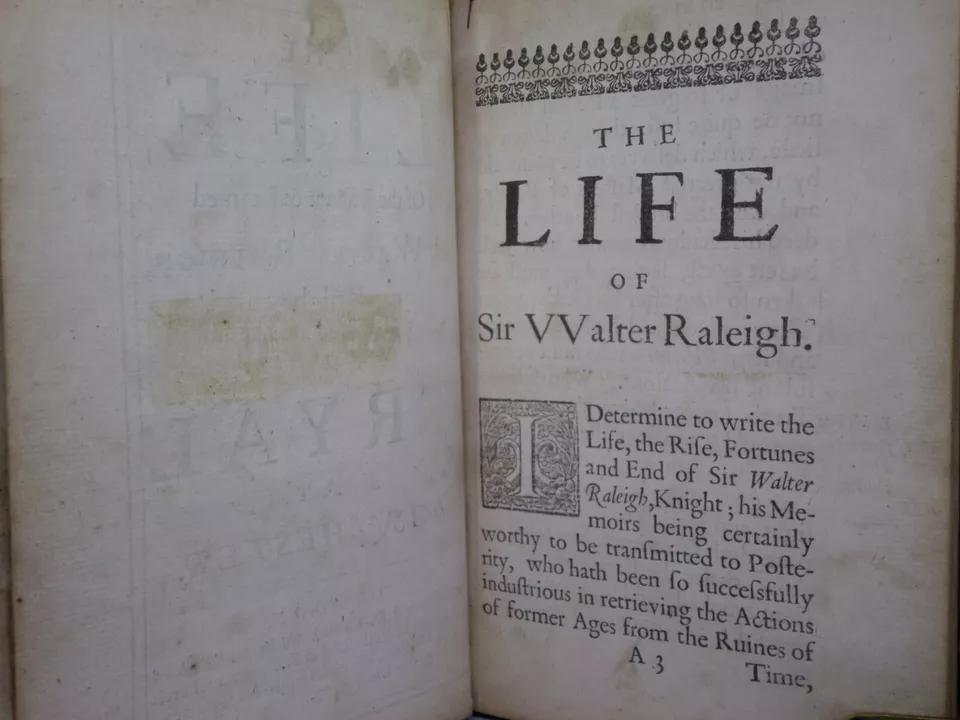 THE
LIFE
OF
Sir VValter Raleigh.
I Determine to write the
Life, the Riſe, Fortunes
and End of Sir Walter
Raleigh, Knight; his Me-
moirs being certainly
worthy to be tranſmitted to Poſte-
rity, who hath been ſo ſucceſsfully
induſtrious in retrieving the Actions
of former Ages from the Ruines of
A 3 Time,